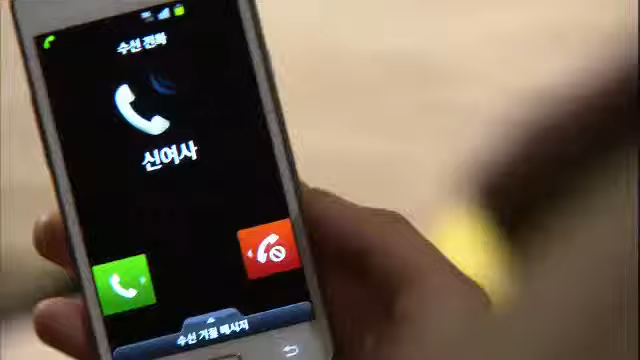 수신 전화
신여사
수신 거절 메시지